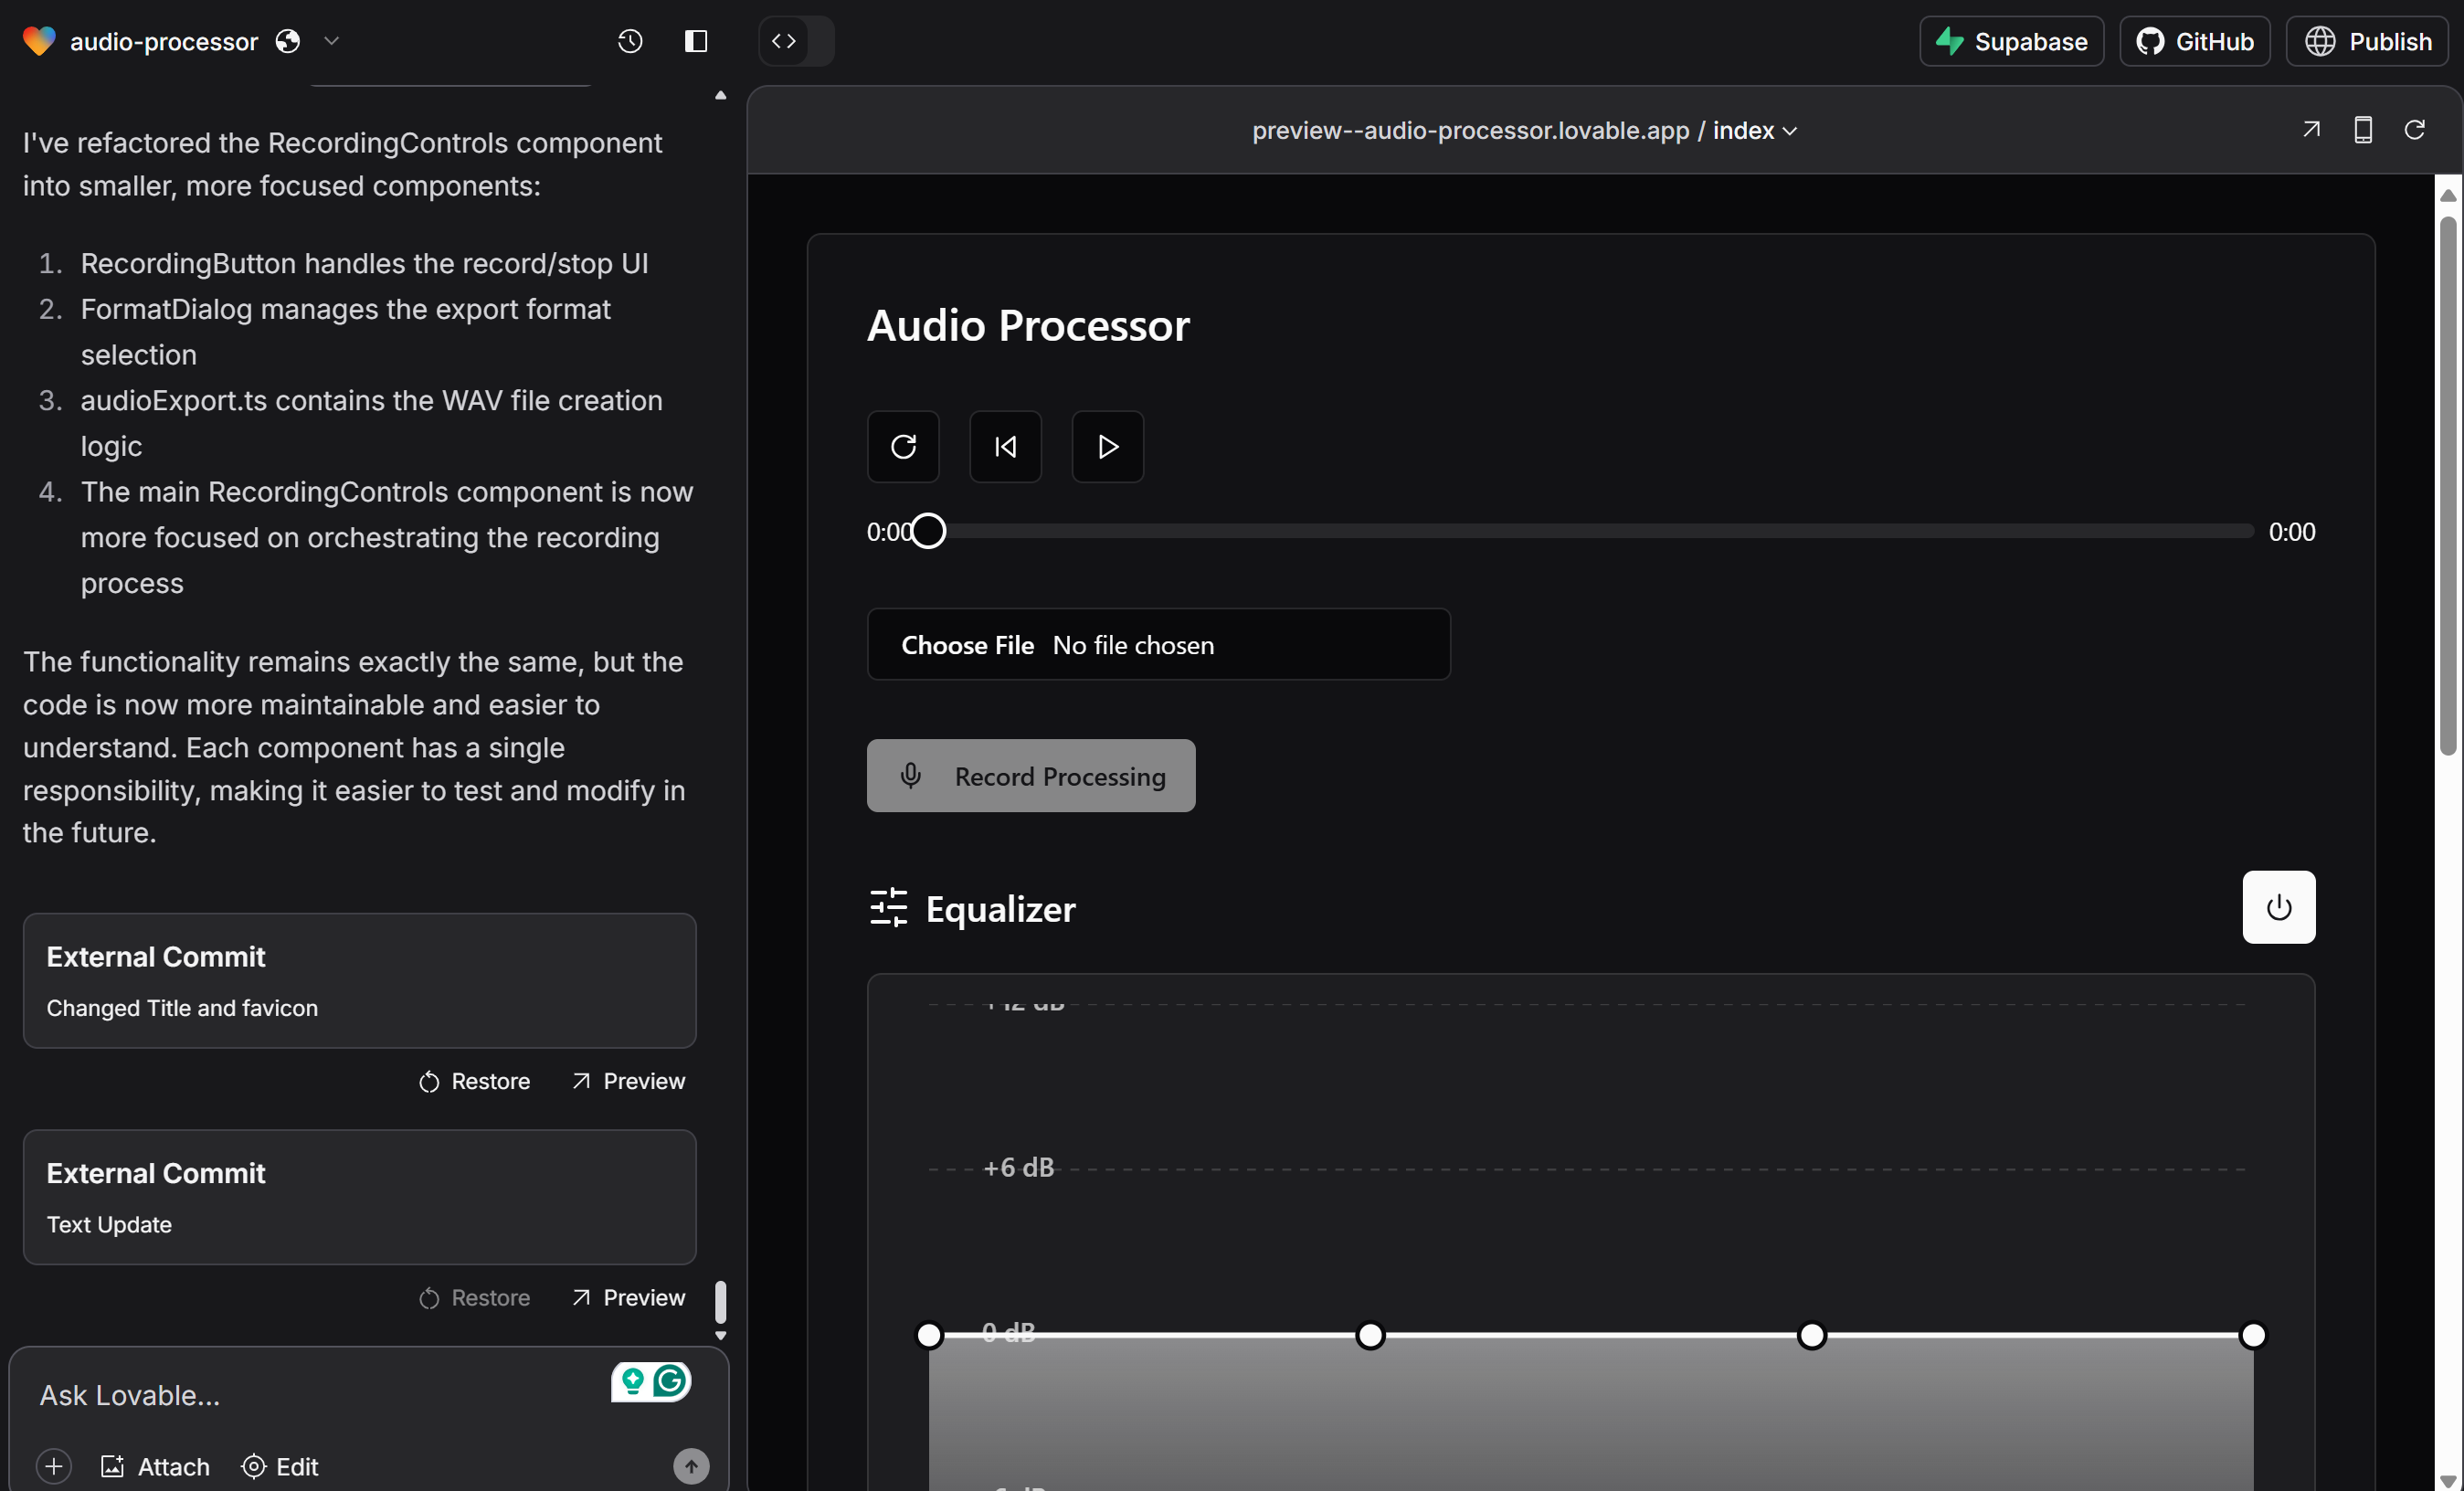 audio-processor
Supabase
GitHub
Publish
I've refactored the RecordingControls component
into smaller, more focused components:
1. RecordingButton handles the record/stop UI
2. FormatDialog manages the export format
selection
3. audioExport.ts contains the WAV file creation
logic
4. The main RecordingControls component is now
more focused on orchestrating the recording
process
The functionality remains exactly the same, but the
code is now more maintainable and easier to
understand. Each component has a single
responsibility, making it easier to test and modify in
the future.
External Commit
Changed Title and favicon
Restore Preview
External Commit
Text Update
Restore Preview
Ask Lovable...
Attach Edit
preview--audio-processor.lovable.app / index
Audio Processor
0:00 0:00
Choose File No file chosen
Record Processing
Equalizer
+12 dB
+6 dB
0 dB